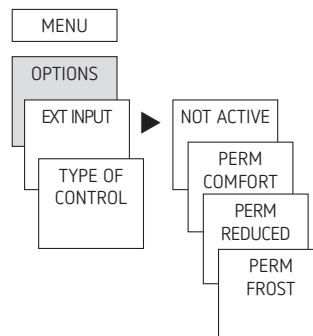 MENU
OPTIONS
EXT INPUT
TYPE OF
CONTROL
NOT ACTIVE
PERM
COMFORT
PERM
REDUCED
PERM
FROST